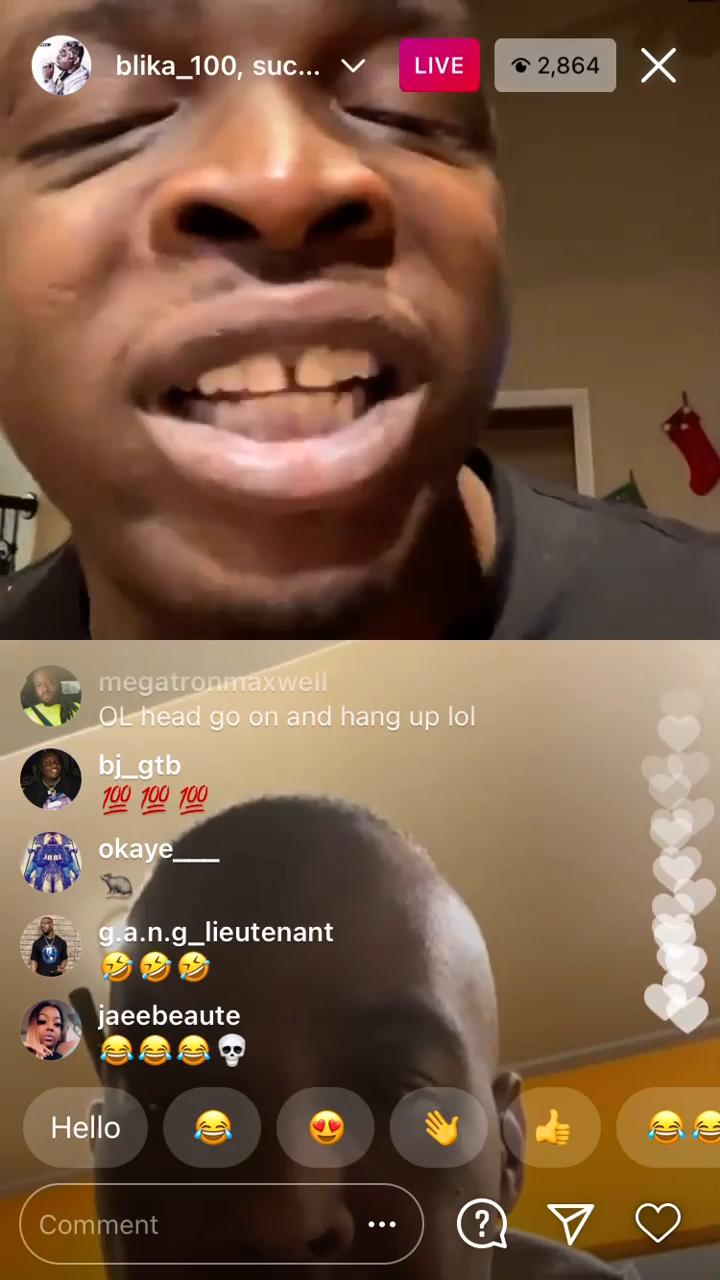 blika_100, suc...
LIVE
2,864
megatronmaxwell
OL head go on and hang up lol
bj_gtb
💯 💯 💯
okaye___
🐀
g.a.n.g_lieutenant
🤣🤣🤣
jaeebeaute
😂😂😂💀
Hello
Comment